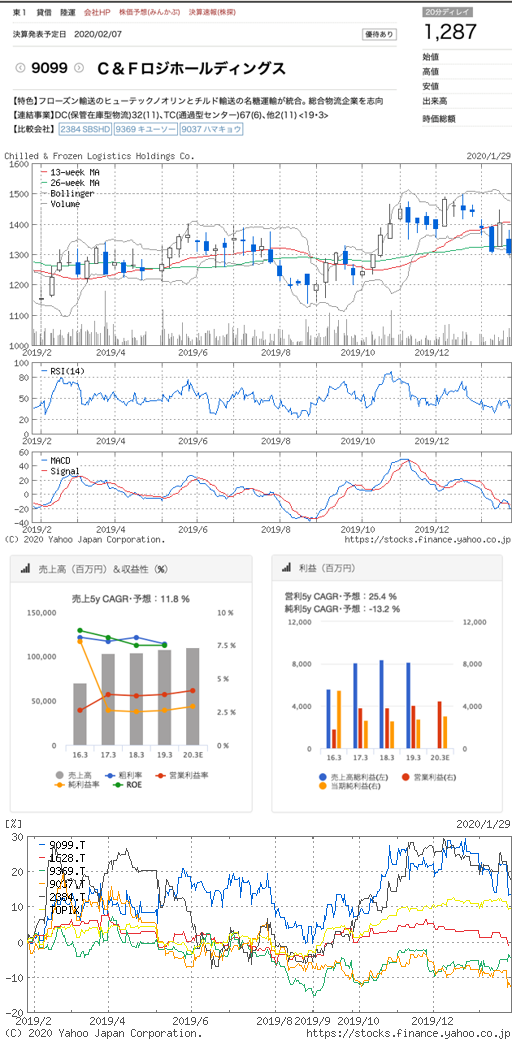 東1 貸借 陸運 会社HP 株価予想(みんかぶ) 決算速報(株探)
20分ディレイ
1,287
決算発表予定日 2020/02/07
優待あり
9099 C&Fロジホールディングス
始値
高値
安値
出来高
時価総額
【特色】フローズン輸送のヒューテックノオリンとチルド輸送の名糖運輸が統合。総合物流企業を志向
【連結事業】DC(保管在庫型物流)32(11)、TC(通過型センター)67(6)、他2(11) <19・3>
【比較会社】 2384 SBSHD 9369 キユーソー 9037 ハマキョウ
Chilled & Frozen Logistics Holdings Co. 2020/1/29
1600
13-week MA
26-week MA
Bollinger
Volume
1500
1400
1300
1200
1100
1000
2019/2 2019/4 2019/6 2019/8 2019/10 2019/12
100
RSI(14)
50
0
2019/2 2019/4 2019/6 2019/8 2019/10 2019/12
60
MACD
Signal
40
20
0
-20
-40
2019/2 2019/4 2019/6 2019/8 2019/10 2019/12
(C) 2020 Yahoo Japan Corporation. https://stocks.finance.yahoo.co.jp
売上高（百万円）＆収益性（%）
売上5y CAGR・予想：11.8 %
150,000 10 %
100,000 7.5 %
5 %
50,000 2.5 %
0 0 %
16.3 17.3 18.3 19.3 20.3E
売上高 粗利率 営業利益率
純利益率 ROE
利益（百万円）
営利5y CAGR・予想：25.4 %
純利5y CAGR・予想：-13.2 %
12,000 12,000
8,000 8,000
4,000 4,000
0 0
16.3 17.3 18.3 19.3 20.3E
売上高総利益(左) 営業利益(右)
当期純利益(右)
[%] 2020/1/29
30
9099.T
1628.T
9369.T
9037.T
2384.T
TOPIX
20
10
0
-10
-20
2019/2 2019/4 2019/6 2019/8 2019/9 2019/10 2019/12
(C) 2020 Yahoo Japan Corporation. https://stocks.finance.yahoo.co.jp